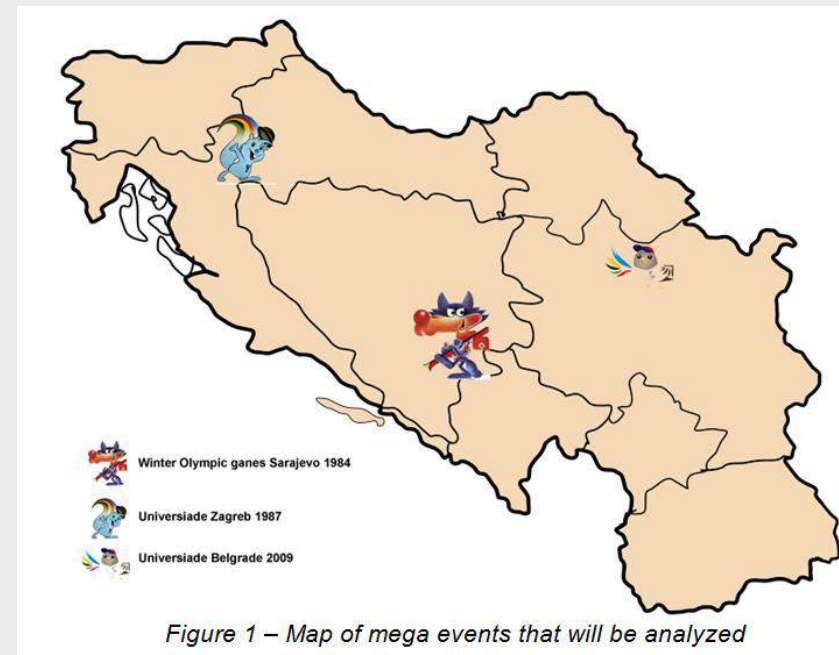 Winter Olympic ganes Sarajevo 1984
Universiade Zagreb 1987
Universiade Belgrade 2009
Figure 1 – Map of mega events that will be analyzed